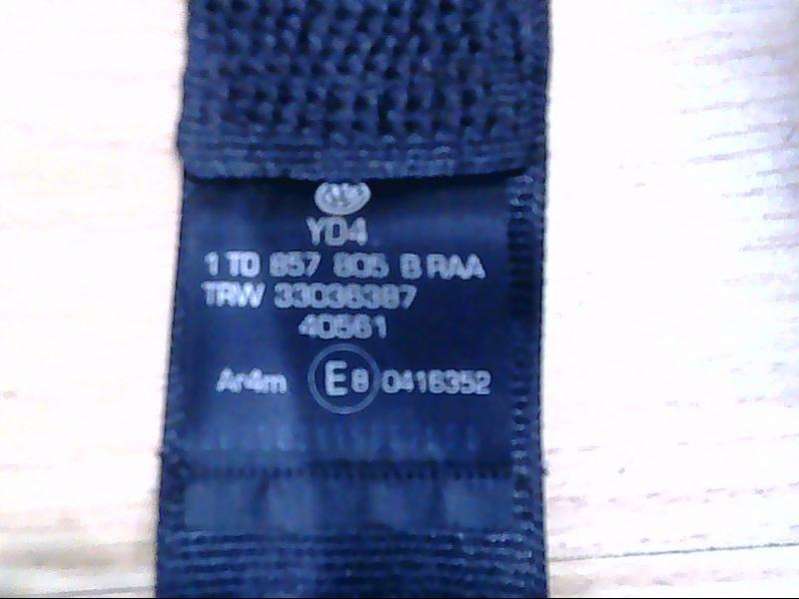 YD4
1T0 857 805 B RAA
TRW 33036387
40561
Ar4m E8 0416352